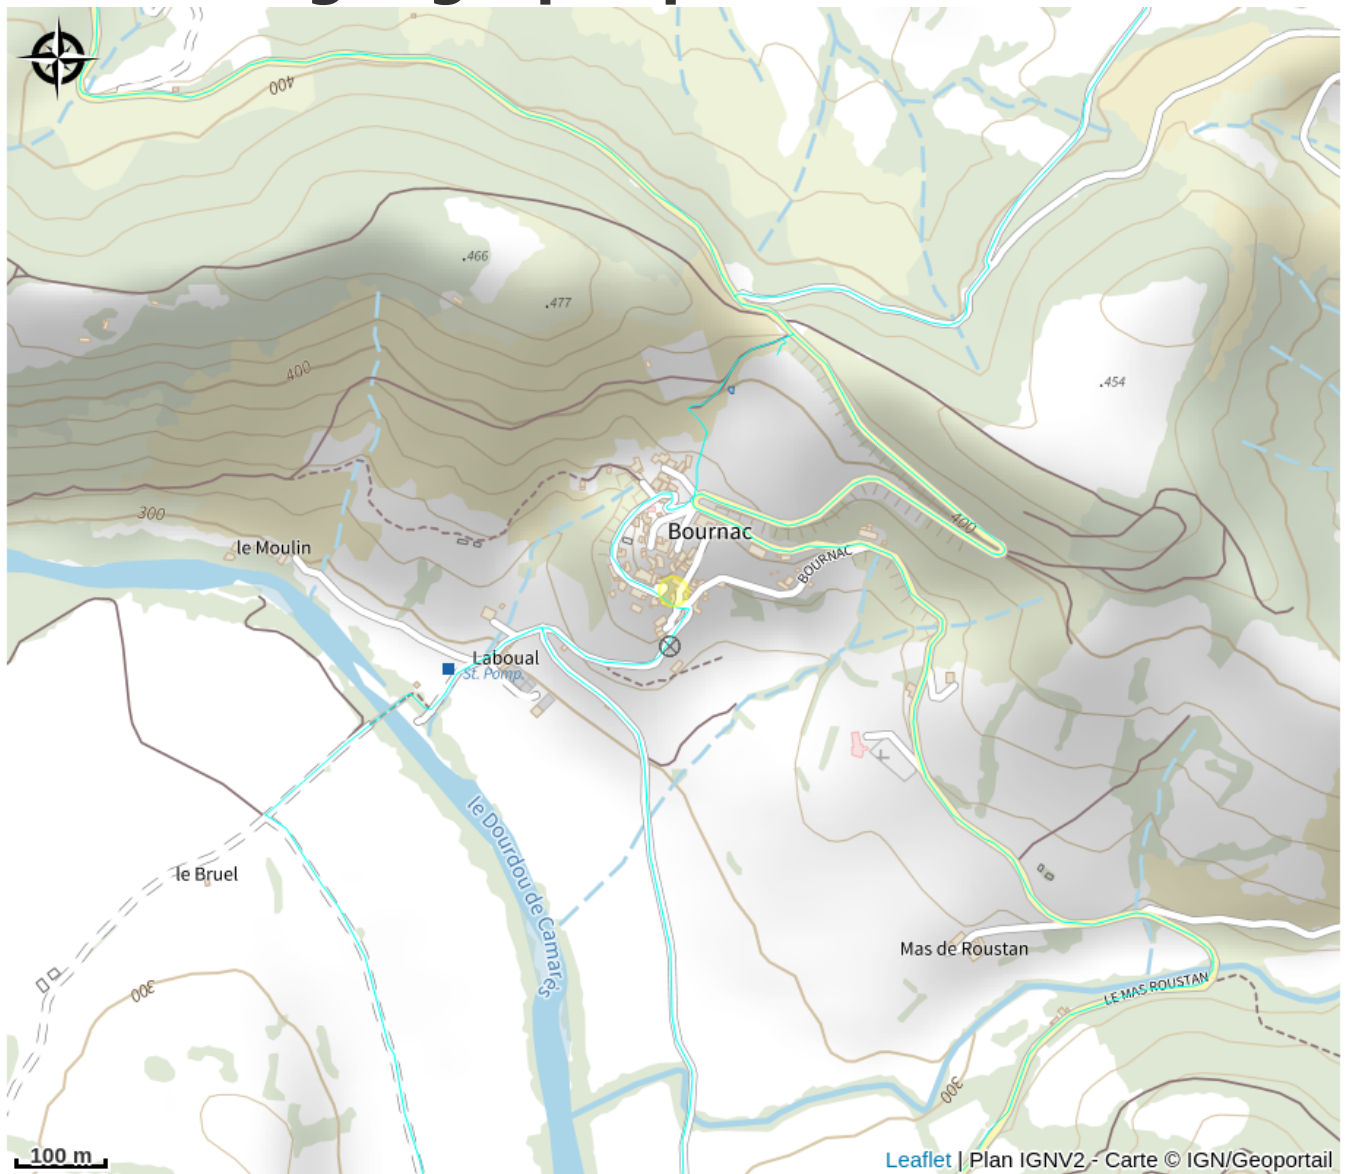 400
.466
.477
400
.454
300
400
Bournac
le Moulin
BOURNAC
Laboual
St. Pomp.
le Dourdou de Camarès
le Bruel
Mas de Roustan
300
LE MAS ROUSTAN
300
100 m
Leaflet | Plan IGNV2 - Carte © IGN/Geoportail